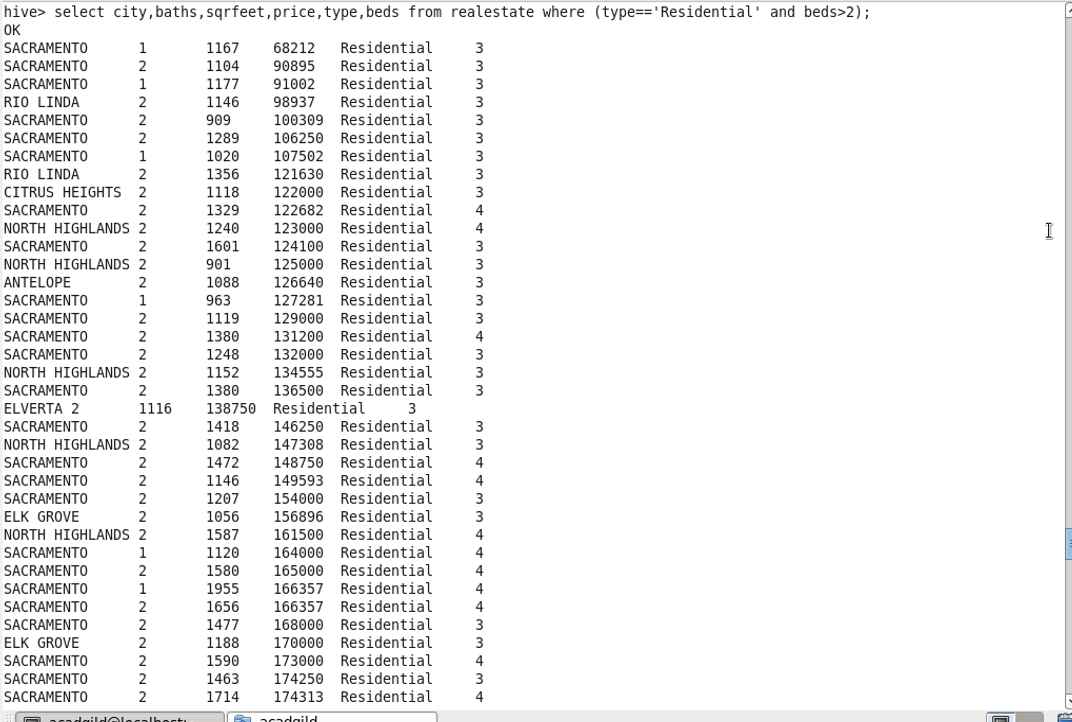 hive> select city,baths,sqrfeet,price,type,beds from realestate where (type=='Residential' and beds>2);
OK
SACRAMENTO 1 1167 68212 Residential 3
SACRAMENTO 2 1104 90895 Residential 3
SACRAMENTO 1 1177 91002 Residential 3
RIO LINDA 2 1146 98937 Residential 3
SACRAMENTO 2 909 100309 Residential 3
SACRAMENTO 2 1289 106250 Residential 3
SACRAMENTO 1 1020 107502 Residential 3
RIO LINDA 2 1356 121630 Residential 3
CITRUS HEIGHTS 2 1118 122000 Residential 3
SACRAMENTO 2 1329 122682 Residential 4
NORTH HIGHLANDS 2 1240 123000 Residential 4
SACRAMENTO 2 1601 124100 Residential 3
NORTH HIGHLANDS 2 901 125000 Residential 3
ANTELOPE 2 1088 126640 Residential 3
SACRAMENTO 1 963 127281 Residential 3
SACRAMENTO 2 1119 129000 Residential 3
SACRAMENTO 2 1380 131200 Residential 4
SACRAMENTO 2 1248 132000 Residential 3
NORTH HIGHLANDS 2 1152 134555 Residential 3
SACRAMENTO 2 1380 136500 Residential 3
ELVERTA 2 1116 138750 Residential 3
SACRAMENTO 2 1418 146250 Residential 3
NORTH HIGHLANDS 2 1082 147308 Residential 3
SACRAMENTO 2 1472 148750 Residential 4
SACRAMENTO 2 1146 149593 Residential 4
SACRAMENTO 2 1207 154000 Residential 3
ELK GROVE 2 1056 156896 Residential 3
NORTH HIGHLANDS 2 1587 161500 Residential 4
SACRAMENTO 1 1120 164000 Residential 4
SACRAMENTO 2 1580 165000 Residential 4
SACRAMENTO 1 1955 166357 Residential 4
SACRAMENTO 2 1656 166357 Residential 4
SACRAMENTO 2 1477 168000 Residential 3
ELK GROVE 2 1188 170000 Residential 3
SACRAMENTO 2 1590 173000 Residential 4
SACRAMENTO 2 1463 174250 Residential 3
SACRAMENTO 2 1714 174313 Residential 4
acadgild@localhost: acadgild